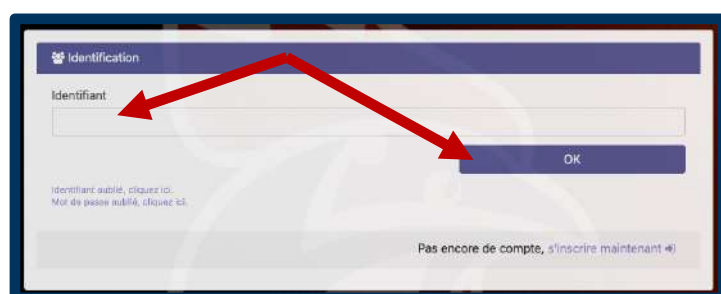 Identification
Identifiant
OK
Identifiant oublié, cliquez ici.
Mot de passe oublié, cliquez ici.
Pas encore de compte, s'inscrire maintenant